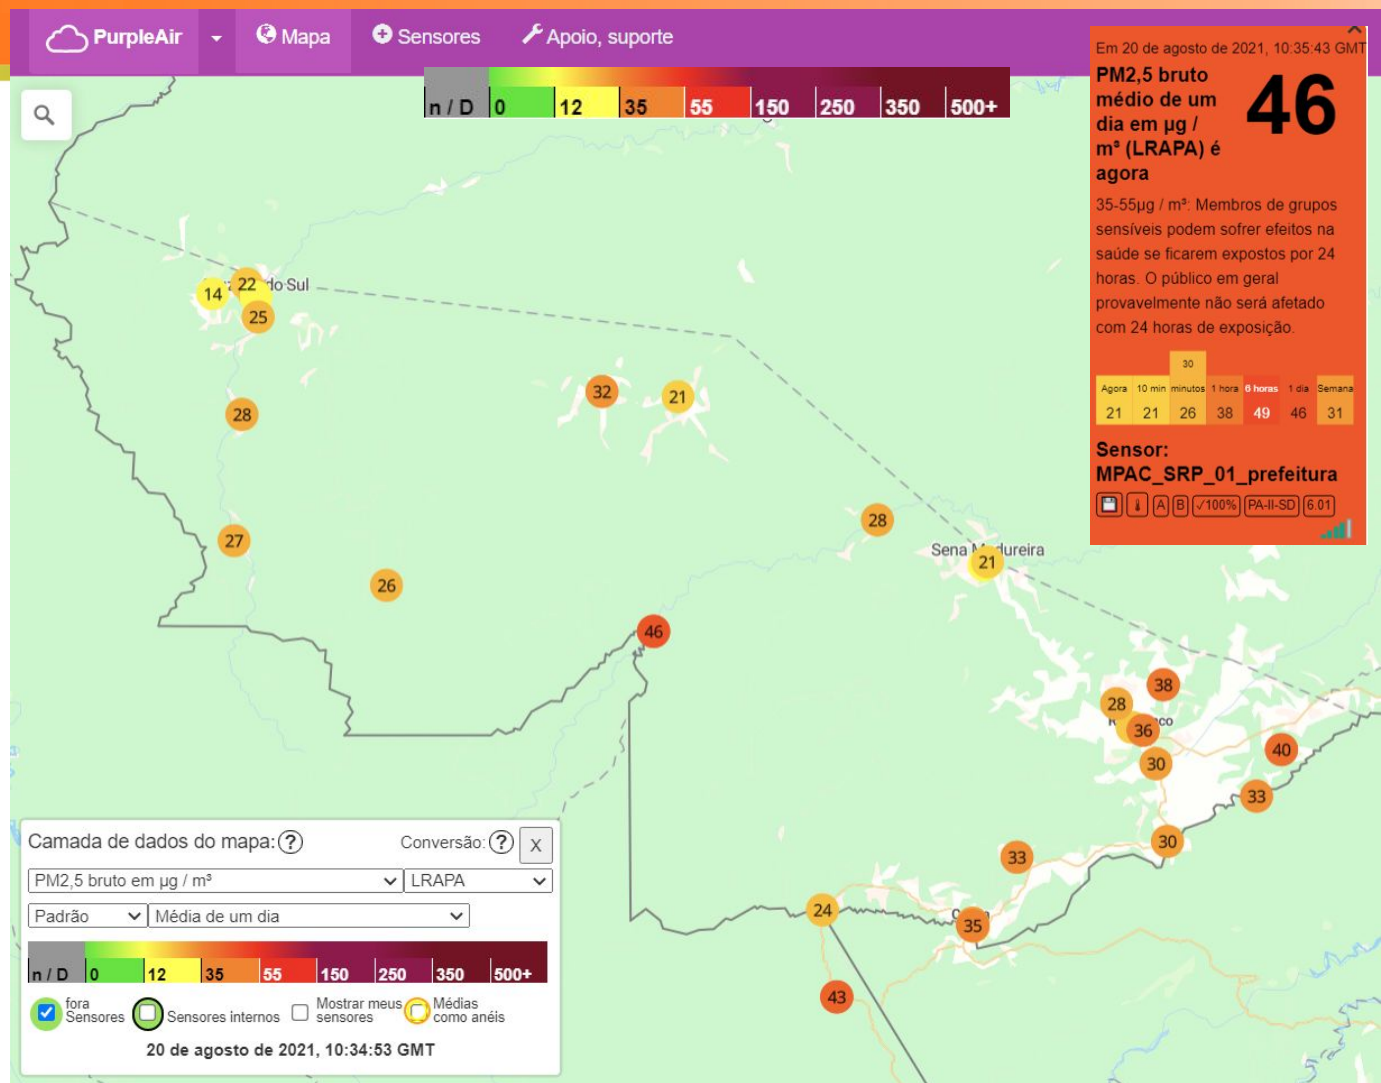 PurpleAir
Mapa
Sensores
Apoio, suporte
n / D 0 12 35 55 150 250 350 500+
Em 20 de agosto de 2021, 10:35:43 GMT
PM2,5 bruto
médio de um
dia em µg /
m³ (LRAPA) é
agora
46
35-55µg / m³: Membros de grupos
sensíveis podem sofrer efeitos na
saúde se ficarem expostos por 24
horas. O público em geral
provavelmente não será afetado
com 24 horas de exposição.
30
Agora 10 min minutos 1 hora 6 horas 1 dia Semana
21 21 26 38 49 46 31
Sensor:
MPAC_SRP_01_prefeitura
A B √100% PA-II-SD 6.01
14
22
do Sul
25
32
21
28
28
Sena
21
27
26
46
38
28
36
40
30
33
30
33
24
35
43
Camada de dados do mapa: ?
Conversão: ? X
PM2,5 bruto em µg / m³
LRAPA
Padrão
Média de um dia
n / D 0 12 35 55 150 250 350 500+
fora
Sensores
Sensores internos
Mostrar meus
sensores
Médias
como anéis
20 de agosto de 2021, 10:34:53 GMT